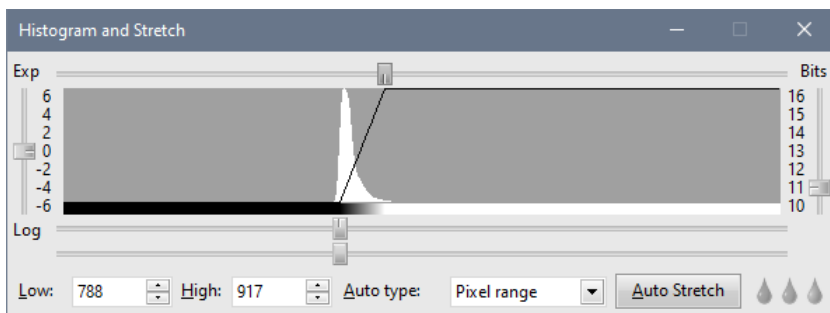 Histogram and Stretch
Exp
Bits
6
4
2
0
-2
-4
-6
16
15
14
13
12
11
10
Log
Low: 788 High: 917 Auto type: Pixel range Auto Stretch